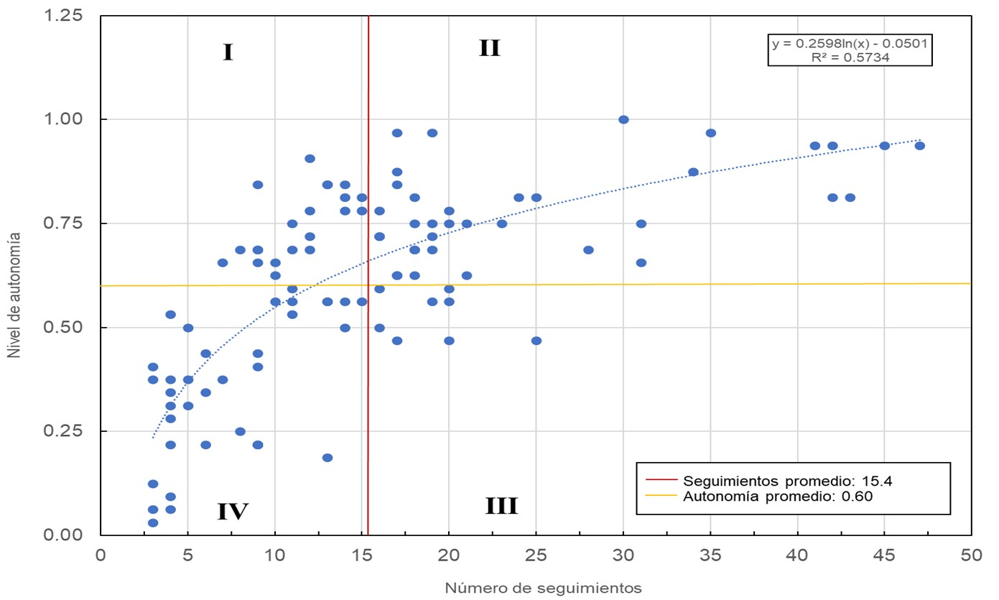 1.25
I
II
y = 0.2598ln(x) - 0.0501
R² = 0.5734
1.00
0.75
Nivel de autonomía
0.50
0.25
Seguimientos promedio: 15.4
Autonomía promedio: 0.60
IV
III
0.00
0 5 10 15 20 25 30 35 40 45 50
Número de seguimientos